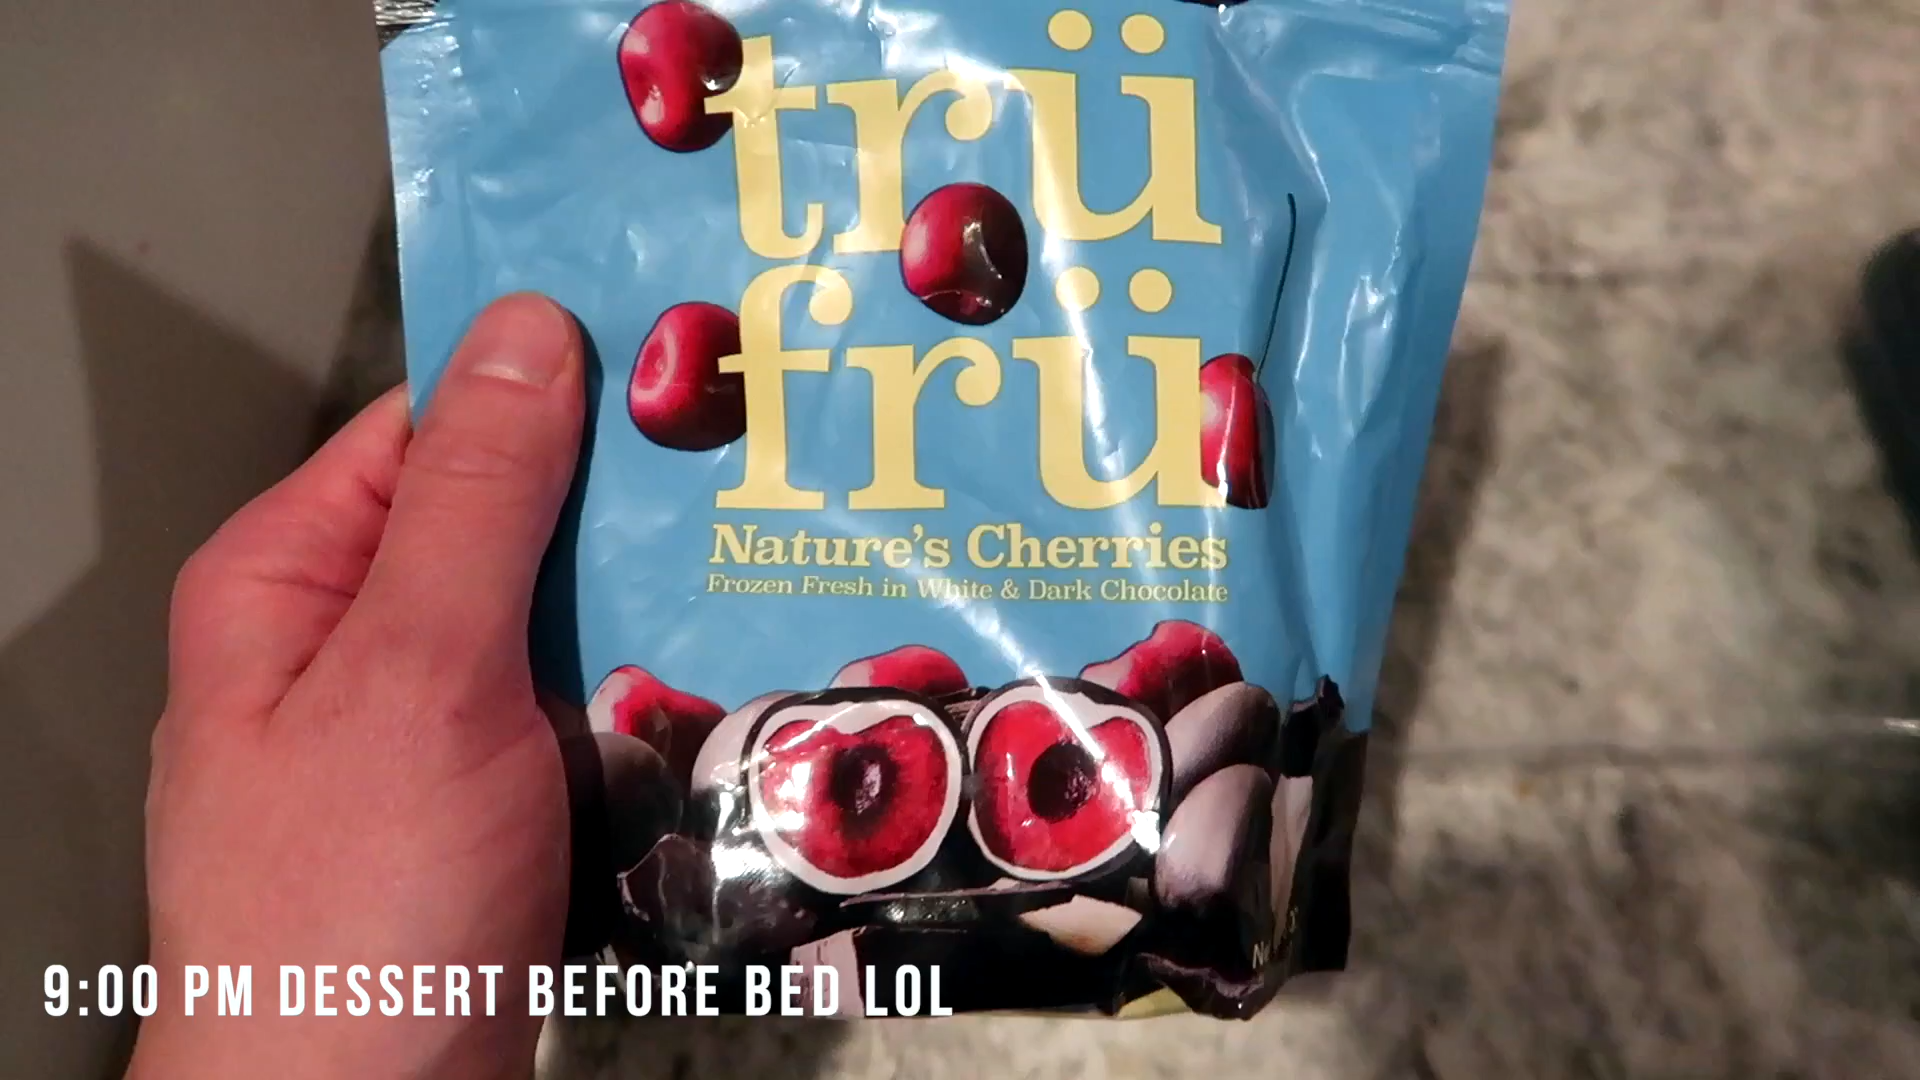 trü
frü
Nature's Cherries
Frozen Fresh in White & Dark Chocolate
9:00 PM DESSERT BEFORE BED LOL